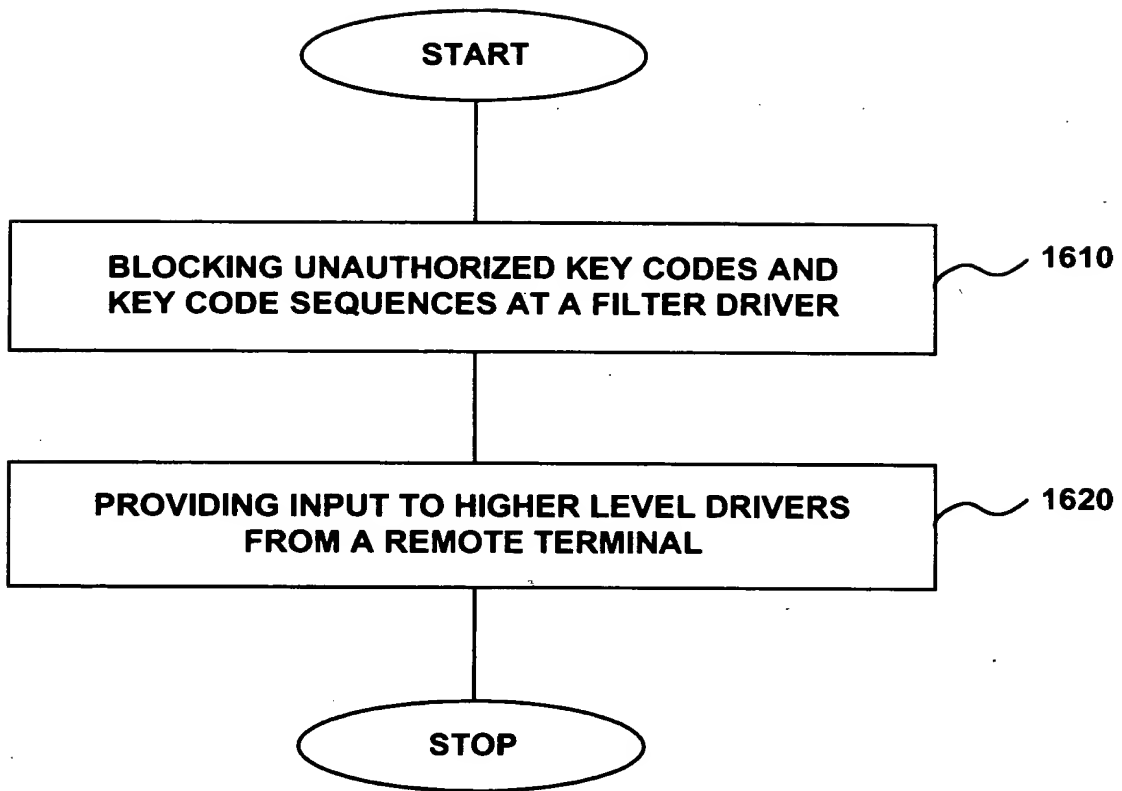 START
BLOCKING UNAUTHORIZED KEY CODES AND
KEY CODE SEQUENCES AT A FILTER DRIVER
1610
PROVIDING INPUT TO HIGHER LEVEL DRIVERS
FROM A REMOTE TERMINAL
1620
STOP